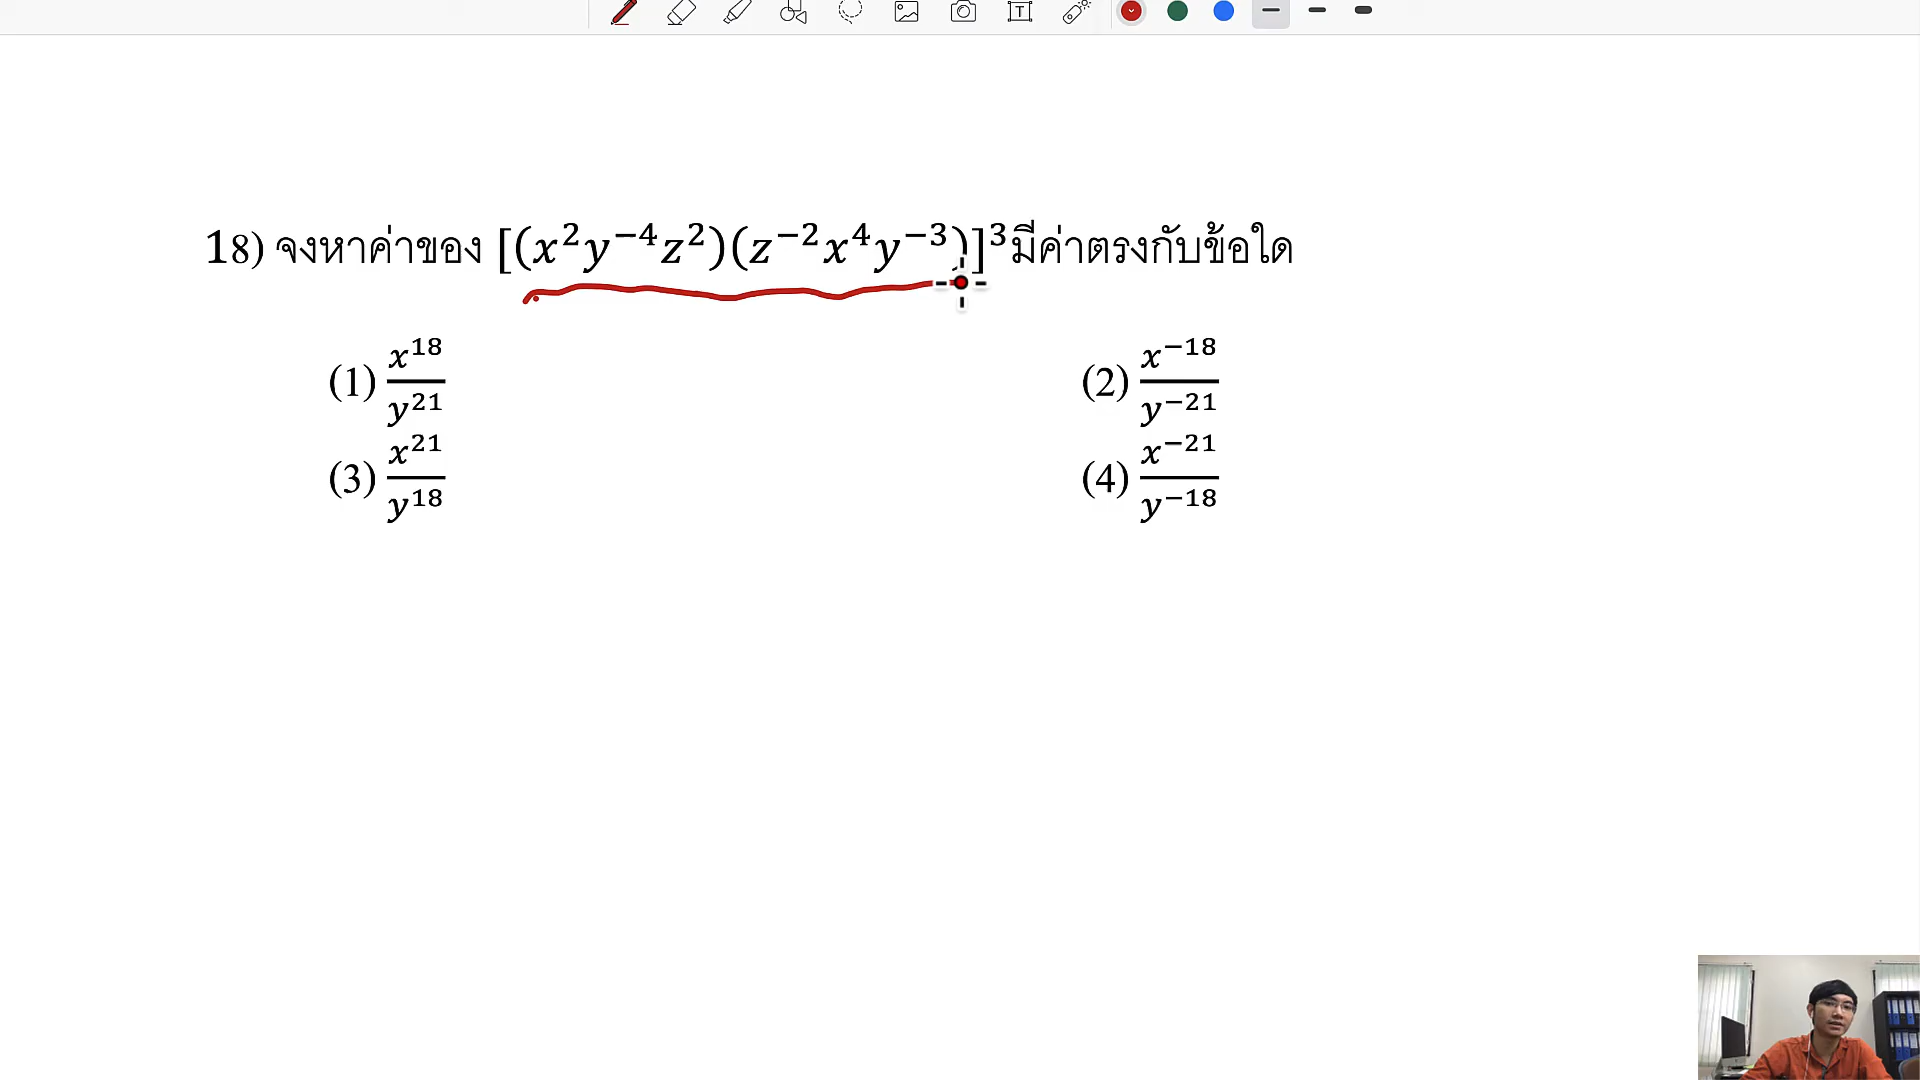 18) จงหาค่าของ [(x²y⁻⁴z²)(z⁻²x⁴y⁻³)]³มีค่าตรงกับข้อใด
(1) x¹⁸/y²¹ (2) x⁻¹⁸/y⁻²¹
(3) x²¹/y¹⁸ (4) x⁻²¹/y⁻¹⁸